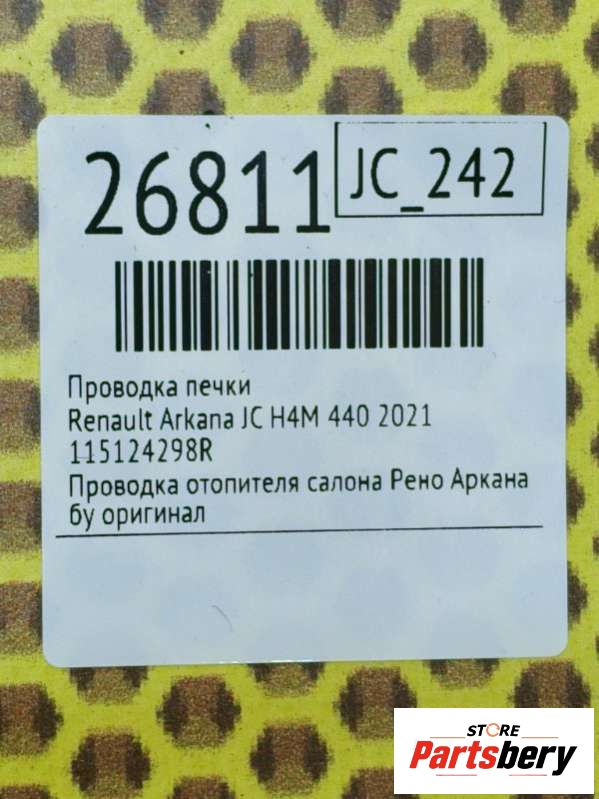 26811
JC_242
Проводка печки
Renault Arkana JC H4M 440 2021
115124298R
Проводка отопителя салона Рено Аркана
бу оригинал
STORE
Partsbery